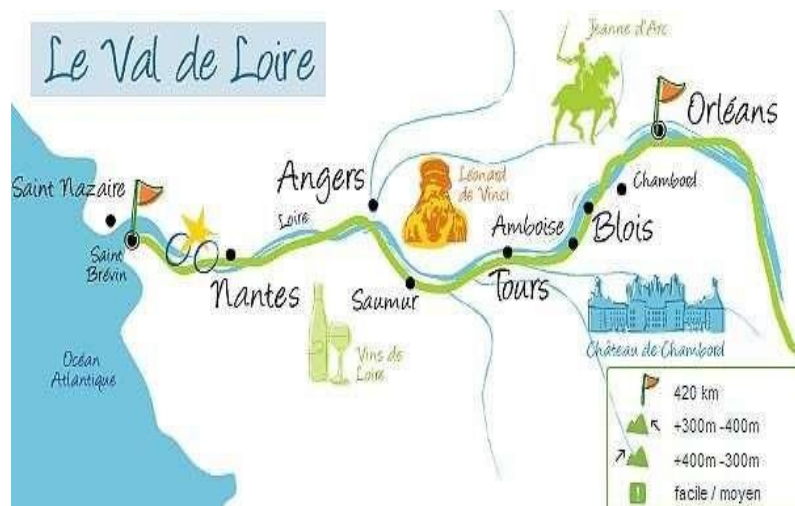 Le Val de Loire
Jeanne d'Arc
Orléans
Angers
Léonard
de Vinci
Chambord
Saint Nazaire
Loire
Amboise
Blois
Saint
Brévin
Nantes
Saumur
Tours
Vins de
Loire
Château de Chambord
Océan
Atlantique
420 km
+300m -400m
+400m -300m
facile / moyen